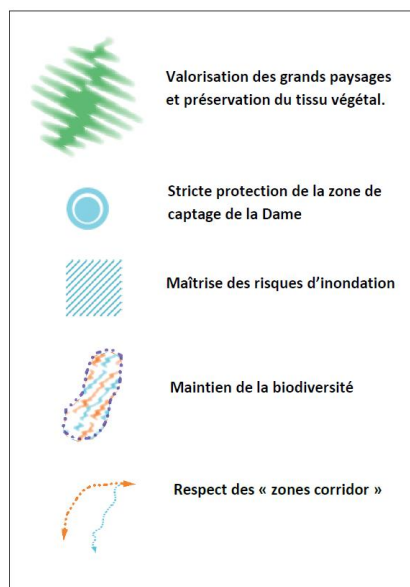 Valorisation des grands paysages
et préservation du tissu végétal.
Stricte protection de la zone de
captage de la Dame
Maîtrise des risques d'inondation
Maintien de la biodiversité
Respect des « zones corridor »